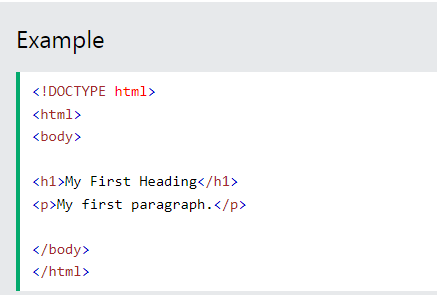 Example
<!DOCTYPE html>
<html>
<body>
<h1>My First Heading</h1>
<p>My first paragraph.</p>
</body>
</html>